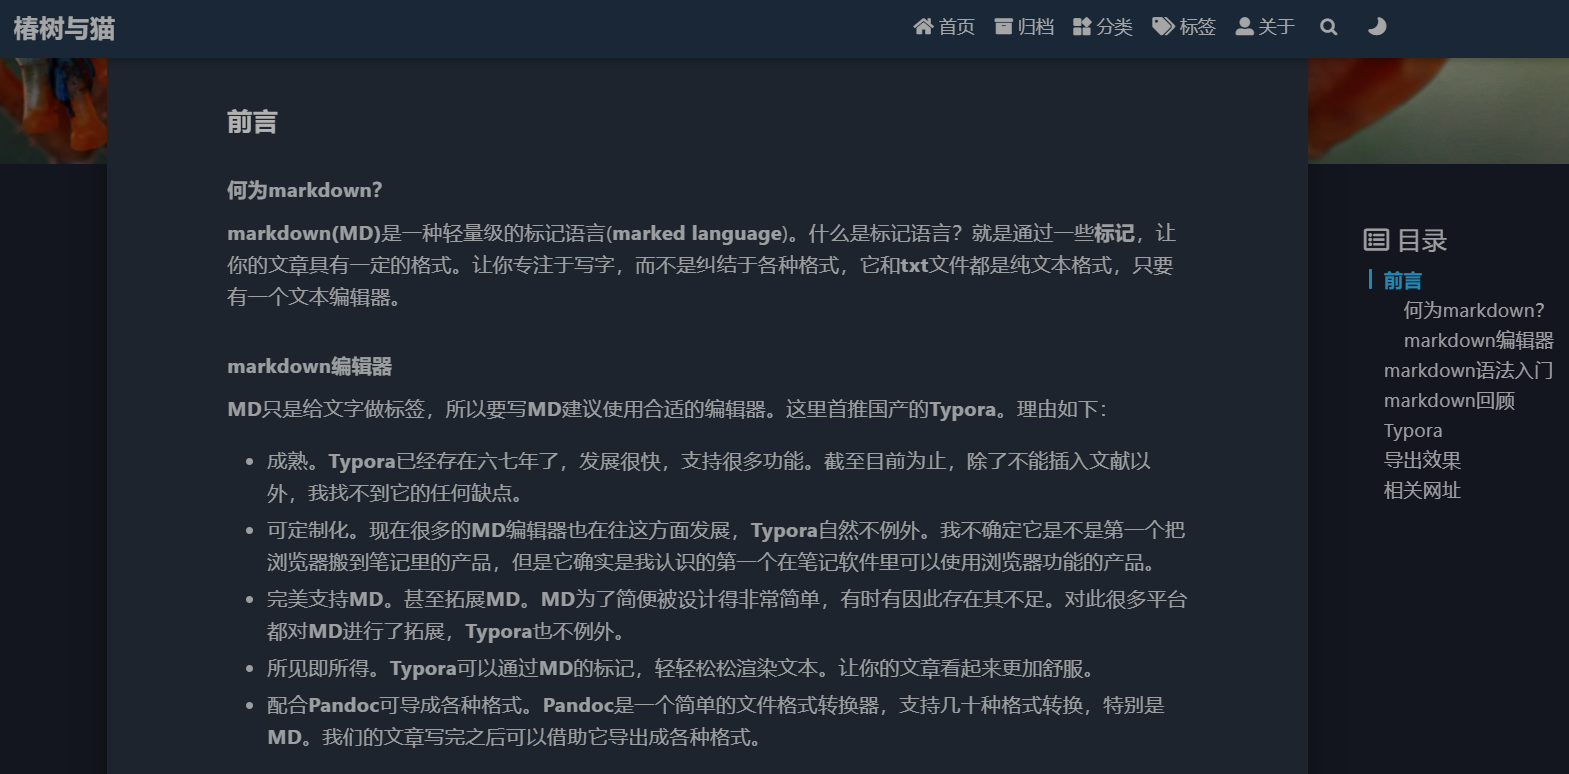 椿树与猫
首页 归档 分类 标签 关于
前言
何为markdown?
markdown(MD)是一种轻量级的标记语言(marked language)。什么是标记语言？就是通过一些标记，让
你的文章具有一定的格式。让你专注于写字，而不是纠结于各种格式，它和txt文件都是纯文本格式，只要
有一个文本编辑器。
markdown编辑器
MD只是给文字做标签，所以要写MD建议使用合适的编辑器。这里首推国产的Typora。理由如下：
• 成熟。Typora已经存在六七年了，发展很快，支持很多功能。截至目前为止，除了不能插入文献以
外，我找不到它的任何缺点。
• 可定制化。现在很多的MD编辑器也在往这方面发展，Typora自然不例外。我不确定它是不是第一个把
浏览器搬到笔记里的产品，但是它确实是我认识的第一个在笔记软件里可以使用浏览器功能的产品。
• 完美支持MD。甚至拓展MD。MD为了简便被设计得非常简单，有时有因此存在其不足。对此很多平台
都对MD进行了拓展，Typora也不例外。
• 所见即所得。Typora可以通过MD的标记，轻轻松松渲染文本。让你的文章看起来更加舒服。
• 配合Pandoc可导成各种格式。Pandoc是一个简单的文件格式转换器，支持几十种格式转换，特别是
MD。我们的文章写完之后可以借助它导出成各种格式。
目录
前言
何为markdown?
markdown编辑器
markdown语法入门
markdown回顾
Typora
导出效果
相关网址